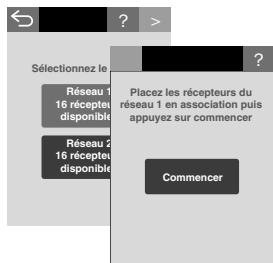 ? >
Sélectionnez le
Réseau 1
16 récepteu
disponible
Réseau 2
16 récepteu
disponible
?
Placez les récepteurs du
réseau 1 en association puis
appuyez sur commencer
Commencer